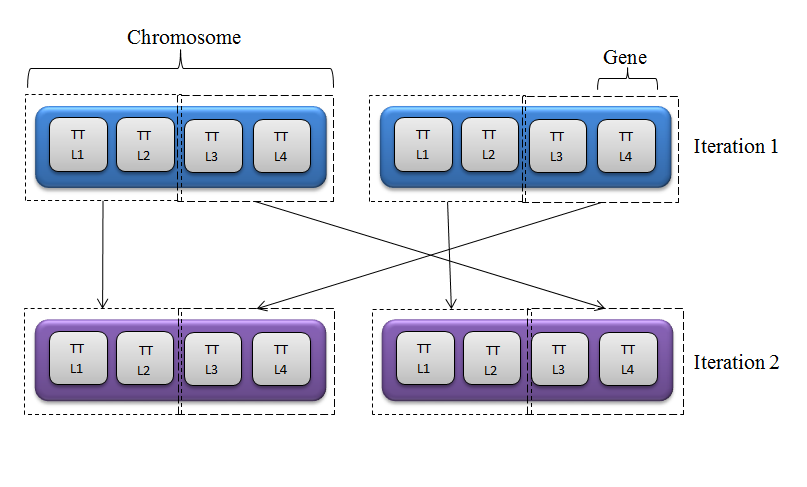 Chromosome
Gene
TT TT TT TT TT TT TT TT
L1 L2 L3 L4 L1 L2 L3 L4
Iteration 1
TT TT TT TT TT TT TT TT
L1 L2 L3 L4 L1 L2 L3 L4
Iteration 2